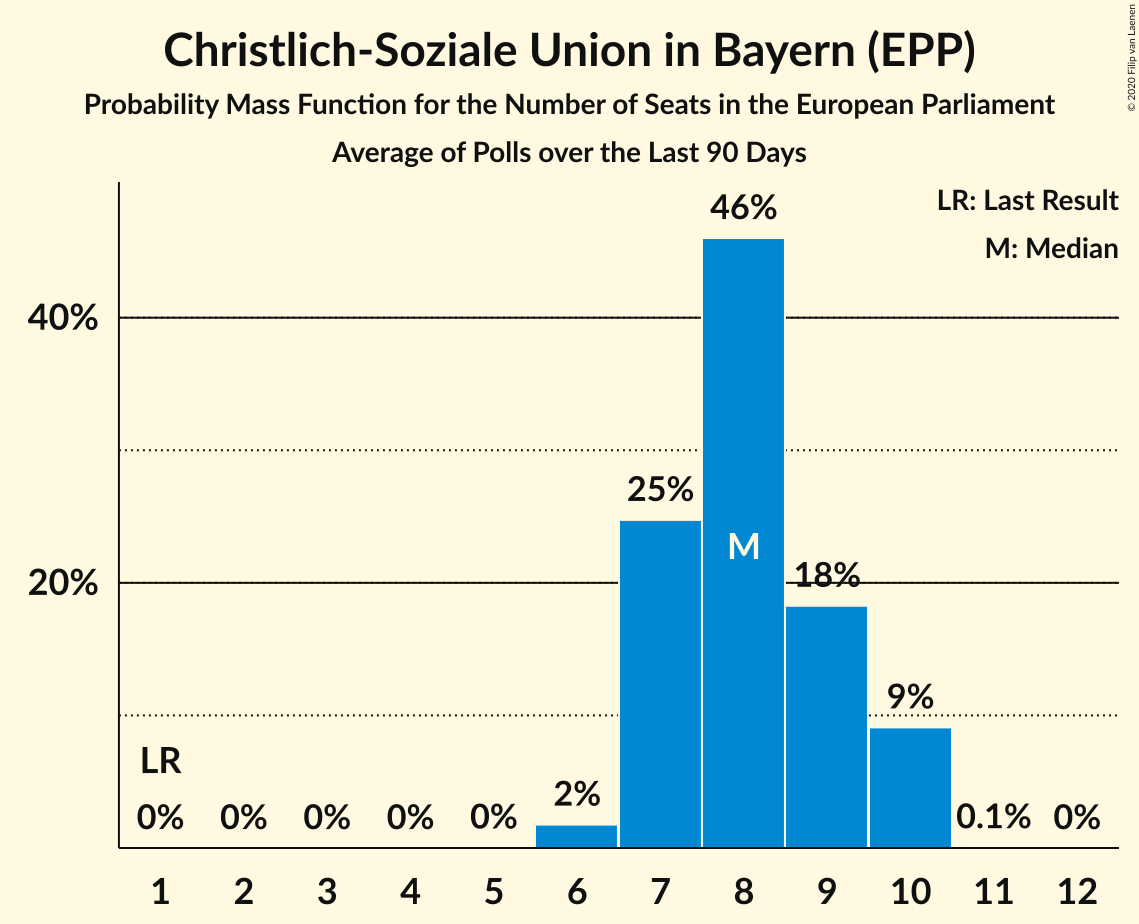 Christlich-Soziale Union in Bayern (EPP)
Probability Mass Function for the Number of Seats in the European Parliament
Average of Polls over the Last 90 Days
© 2020 Filip van Laenen
LR: Last Result
M: Median
46%
40%
25%
M
20%
18%
9%
LR
2%
0% 0% 0% 0% 0% 0.1% 0%
1 2 3 4 5 6 7 8 9 10 11 12